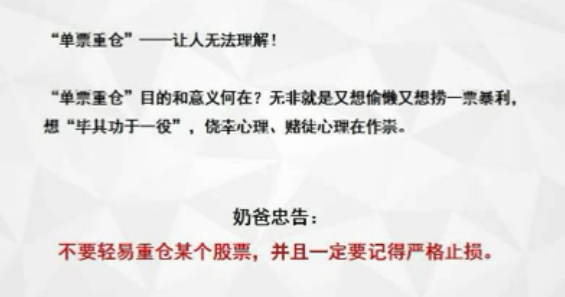 “单票重仓”——让人无法理解！
“单票重仓”目的和意义何在？无非就是又想偷懒又想捞一票暴利，
想“毕其功于一役”，侥幸心理、赌徒心理在作祟。
奶爸忠告：
不要轻易重仓某个股票，并且一定要记得严格止损。